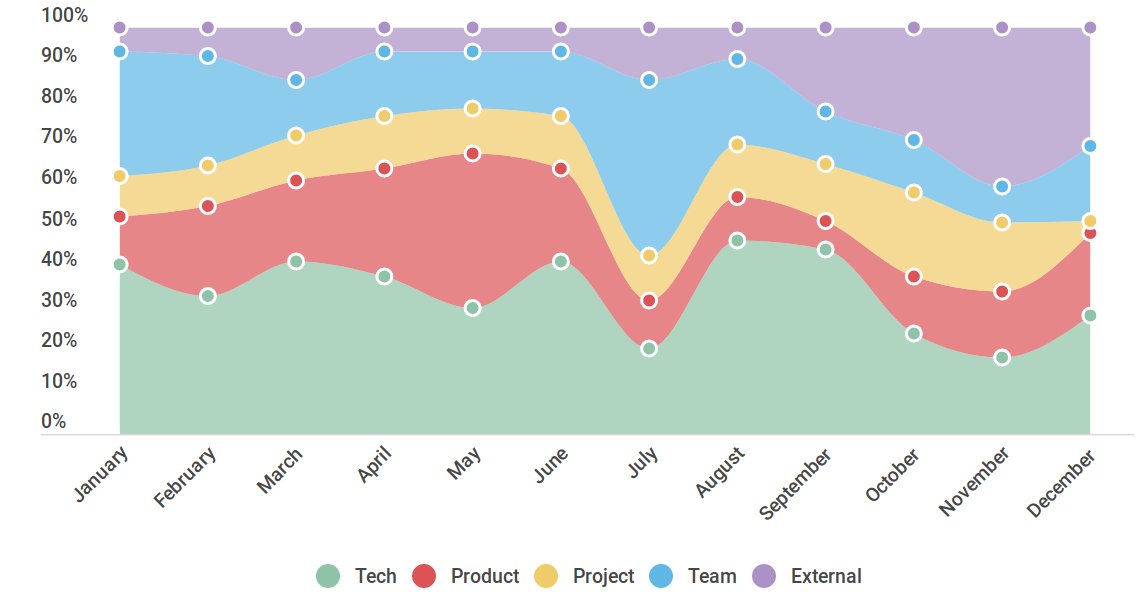 100%
90%
80%
70%
60%
50%
40%
30%
20%
10%
0%
January
February
March
April
May
June
July
August
September
October
November
December
Tech Product Project Team External